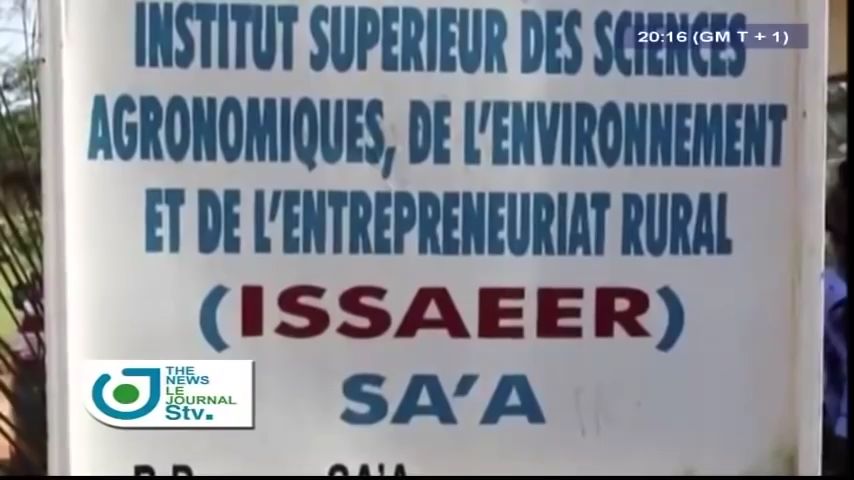 20:16 (GM T + 1)
INSTITUT SUPERIEUR DES SCIENCES
AGRONOMIQUES, DE L'ENVIRONNEMENT
ET DE L'ENTREPRENEURIAT RURAL
(ISSAEER)
SA'A
THE
NEWS
LE
JOURNAL
Stv.
SA'A